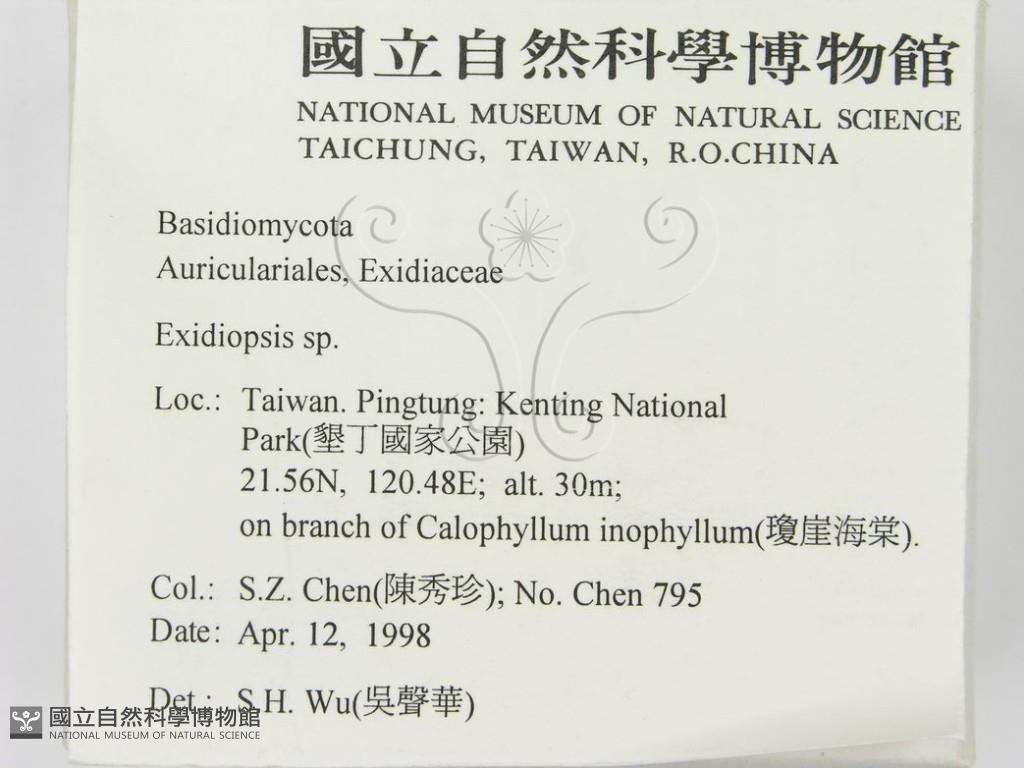 國立自然科學博物館
NATIONAL MUSEUM OF NATURAL SCIENCE
TAICHUNG, TAIWAN, R.O.CHINA
Basidiomycota
Auriculariales, Exidiaceae
Exidiopsis sp.
Loc.: Taiwan. Pingtung: Kenting National
Park(墾丁國家公園)
21.56N, 120.48E; alt. 30m;
on branch of Calophyllum inophyllum(瓊崖海棠).
Col.: S.Z. Chen(陳秀珍); No. Chen 795
Date: Apr. 12, 1998
Det.: S.H. Wu(吳聲華)
國立自然科學博物館
NATIONAL MUSEUM OF NATURAL SCIENCE